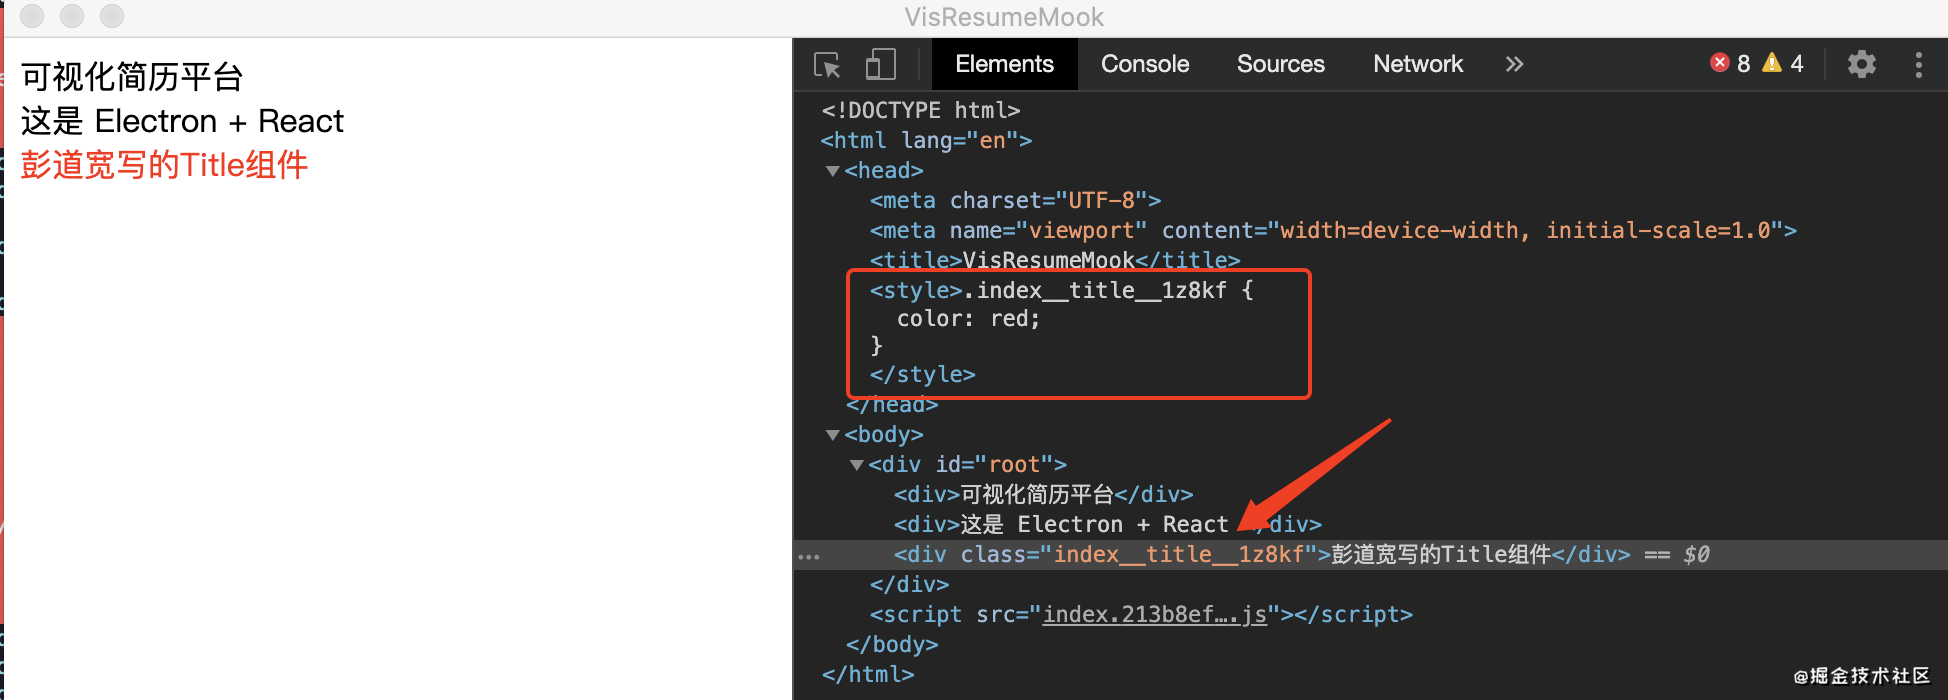 VisResumeMook
可视化简历平台
这是 Electron + React
彭道宽写的Title组件
Elements Console Sources Network » 8 4
<!DOCTYPE html>
<html lang="en">
<head>
<meta charset="UTF-8">
<meta name="viewport" content="width=device-width, initial-scale=1.0">
<title>VisResumeMook</title>
<style>.index__title__1z8kf {
color: red;
}
</style>
</head>
<body>
<div id="root">
<div>可视化简历平台</div>
<div>这是 Electron + React </div>
<div class="index__title__1z8kf">彭道宽写的Title组件</div> == $0
</div>
<script src="index.213b8ef….js"></script>
</body>
</html>
@掘金技术社区